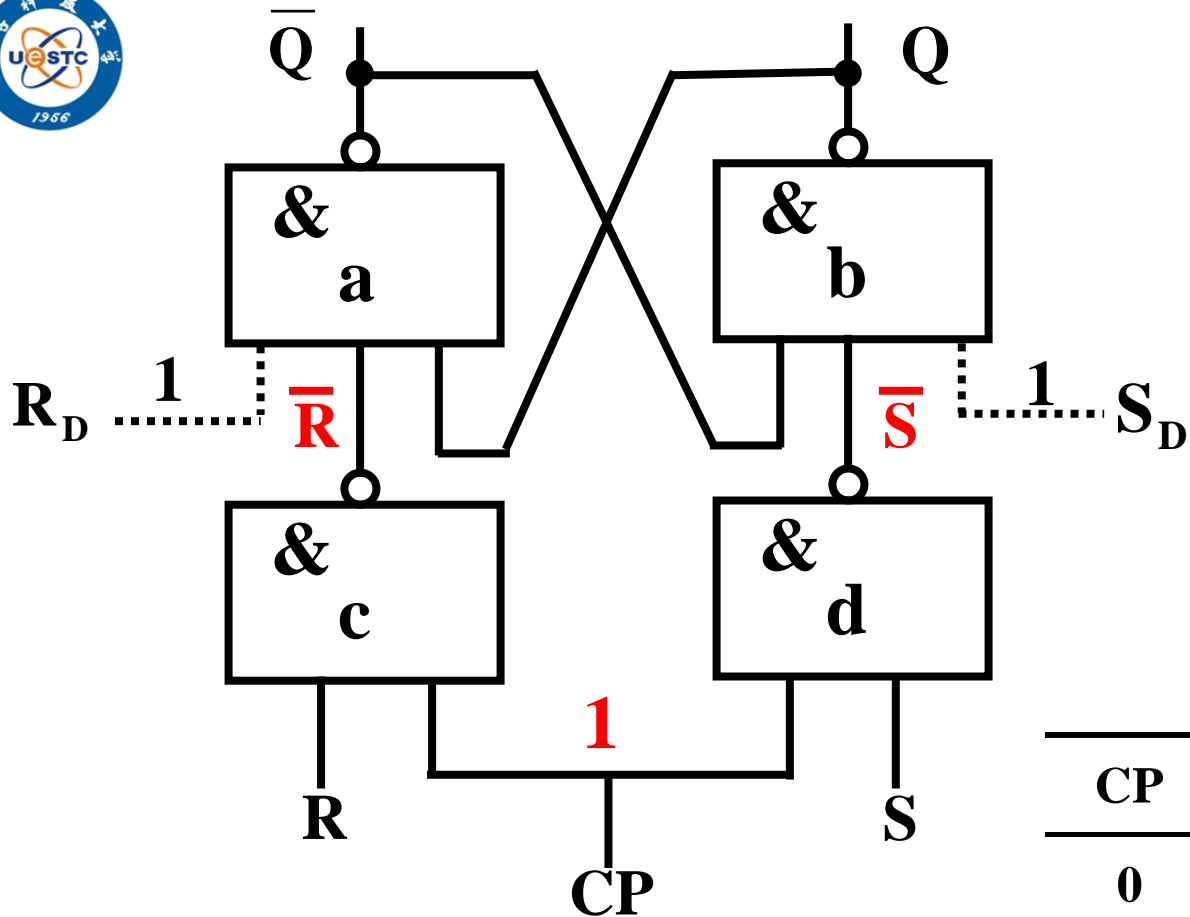 UeSTC
1956
Q̅ Q
& &
a b
R_D 1 R̅ S̅ 1 S_D
& &
c d
1
R S
CP
CP
0